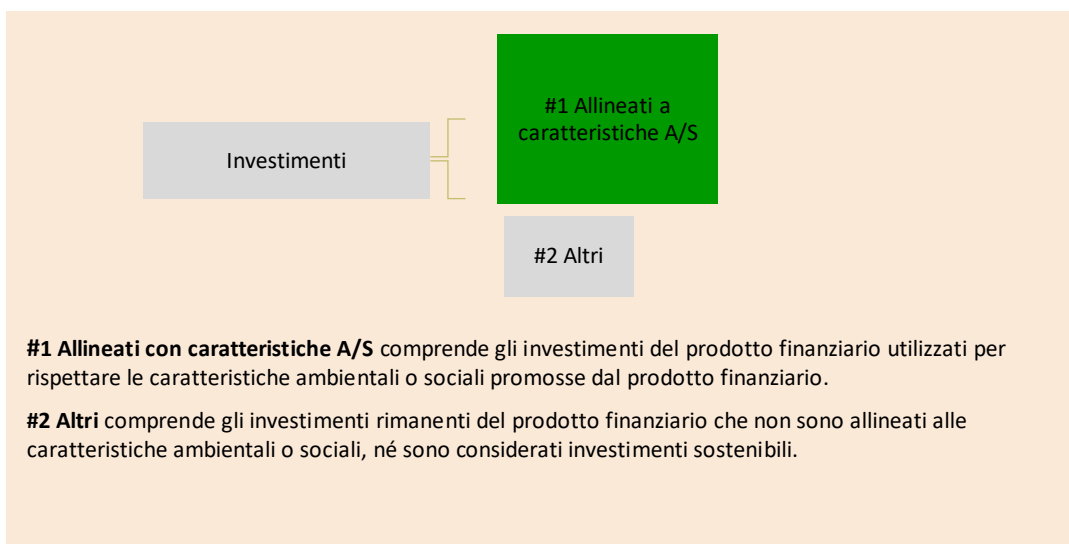 #1 Allineati a
caratteristiche A/S
Investimenti
#2 Altri
#1 Allineati con caratteristiche A/S comprende gli investimenti del prodotto finanziario utilizzati per
rispettare le caratteristiche ambientali o sociali promosse dal prodotto finanziario.
#2 Altri comprende gli investimenti rimanenti del prodotto finanziario che non sono allineati alle
caratteristiche ambientali o sociali, né sono considerati investimenti sostenibili.